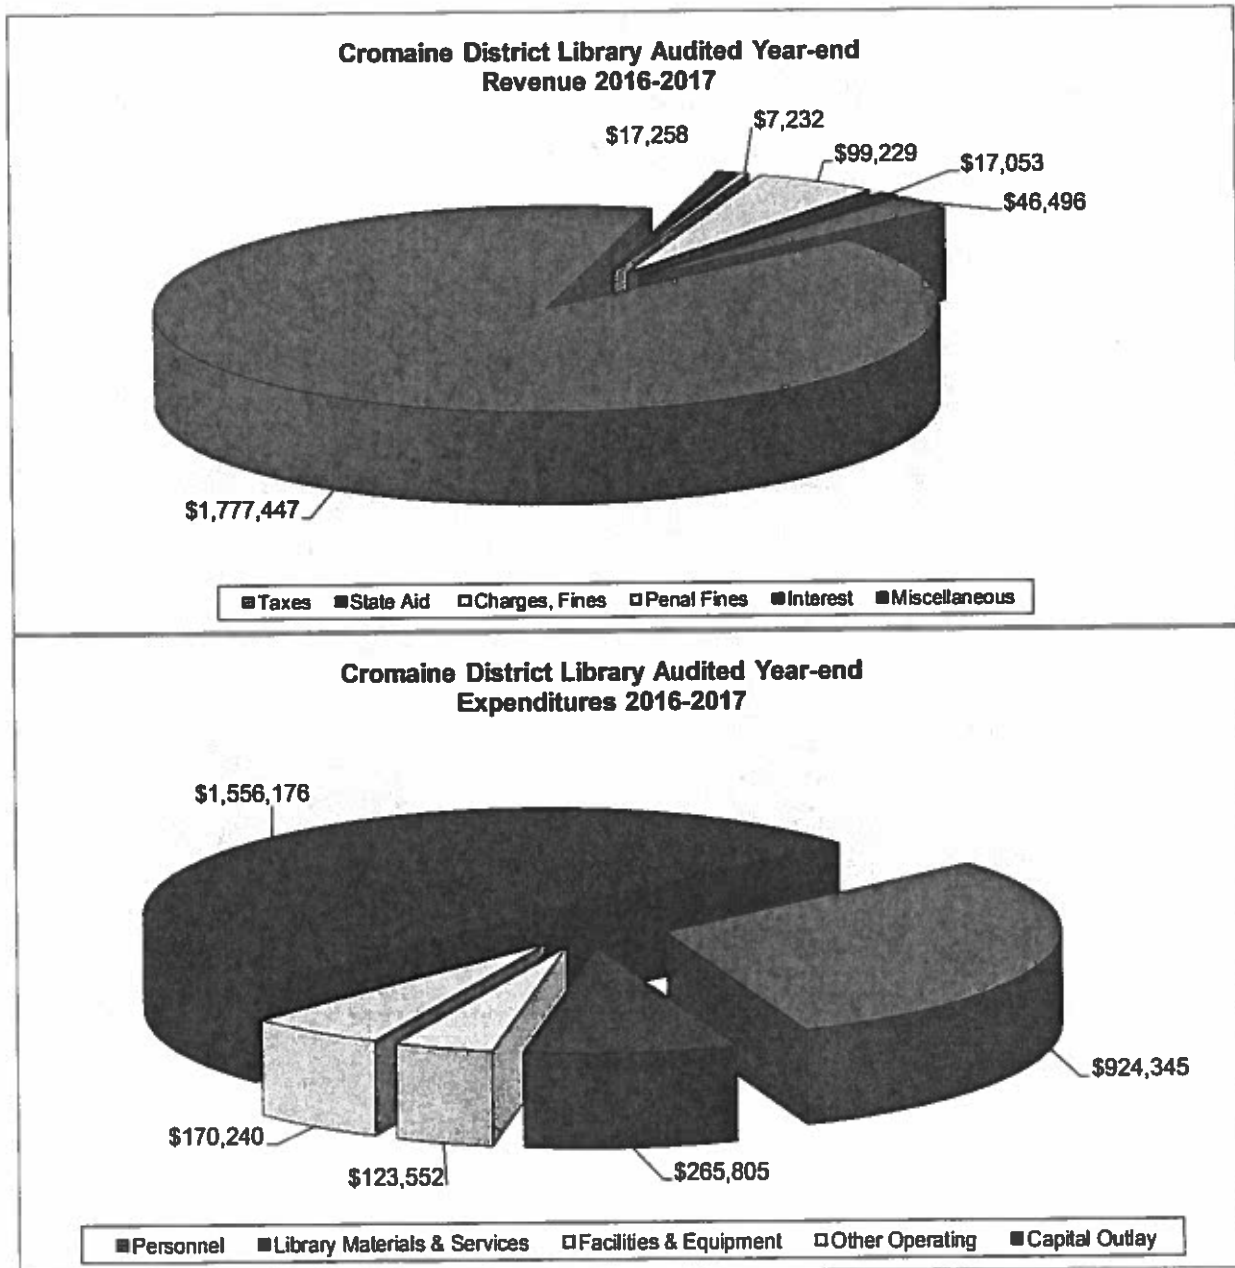 Cromaine District Library Audited Year-end
Revenue 2016-2017
$17,258
$7,232
$99,229
$17,053
$46,496
$1,777,447
Taxes State Aid Charges, Fines Penal Fines Interest Miscellaneous
Cromaine District Library Audited Year-end
Expenditures 2016-2017
$1,556,176
$924,345
$170,240
$123,552
$265,805
Personnel Library Materials & Services Facilities & Equipment Other Operating Capital Outlay